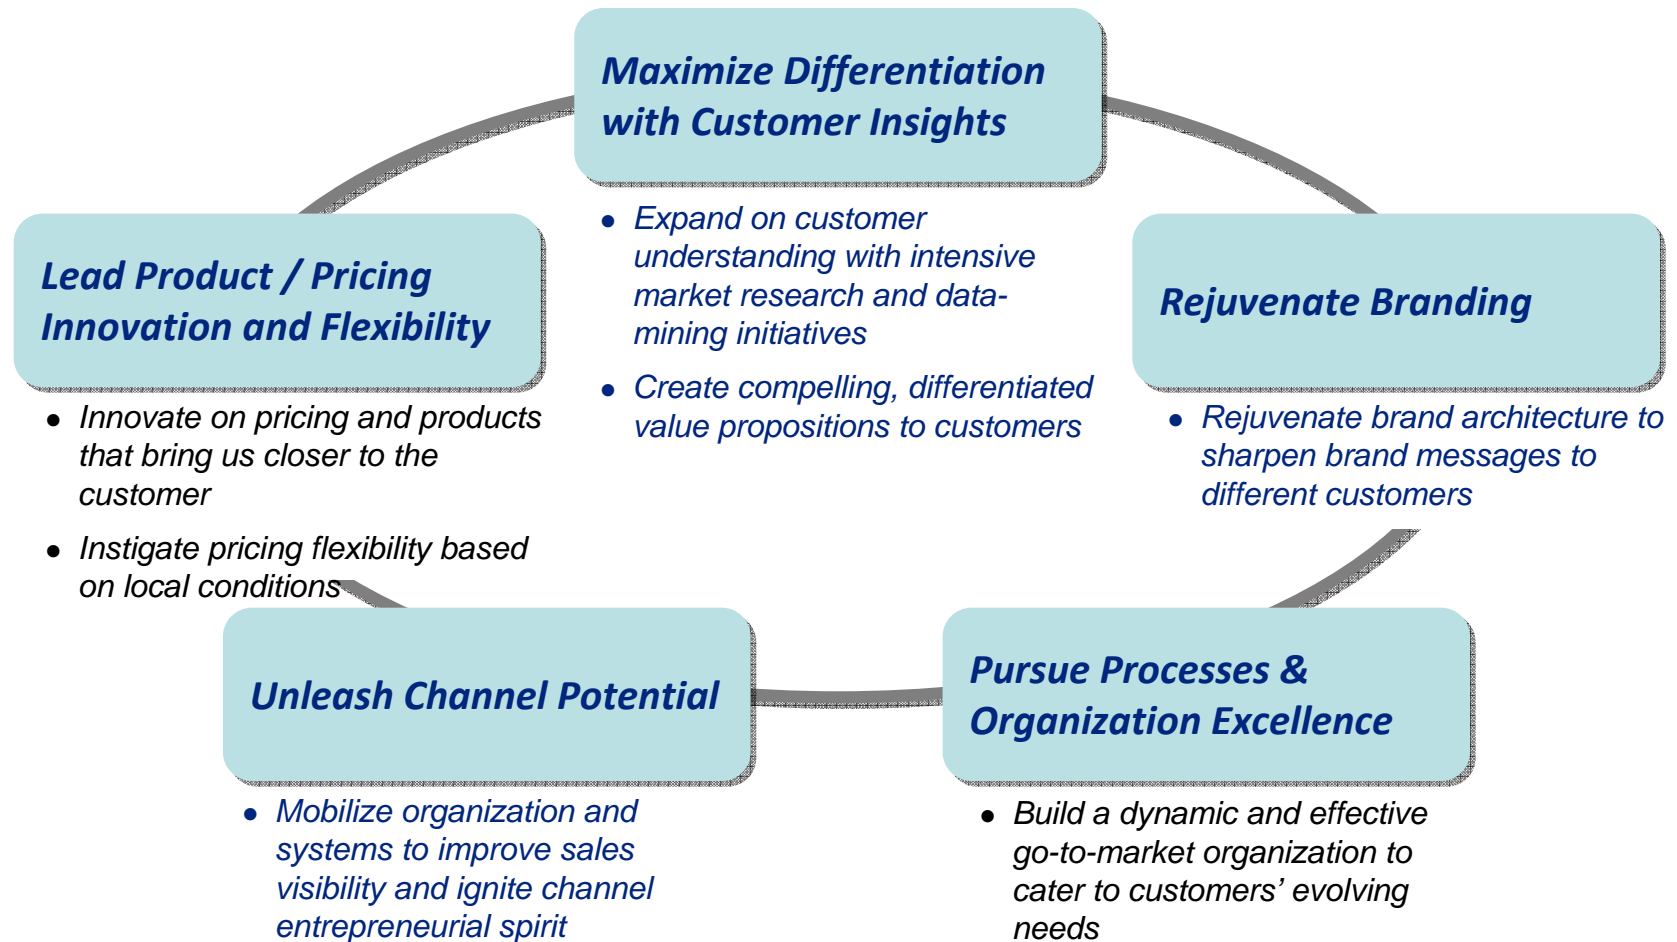 Maximize Differentiation
with Customer Insights
● Expand on customer
understanding with intensive
market research and data-
mining initiatives
● Create compelling, differentiated
value propositions to customers
Lead Product / Pricing
Innovation and Flexibility
● Innovate on pricing and products
that bring us closer to the
customer
● Instigate pricing flexibility based
on local conditions
Rejuvenate Branding
● Rejuvenate brand architecture to
sharpen brand messages to
different customers
Unleash Channel Potential
● Mobilize organization and
systems to improve sales
visibility and ignite channel
entrepreneurial spirit
Pursue Processes &
Organization Excellence
● Build a dynamic and effective
go-to-market organization to
cater to customers’ evolving
needs